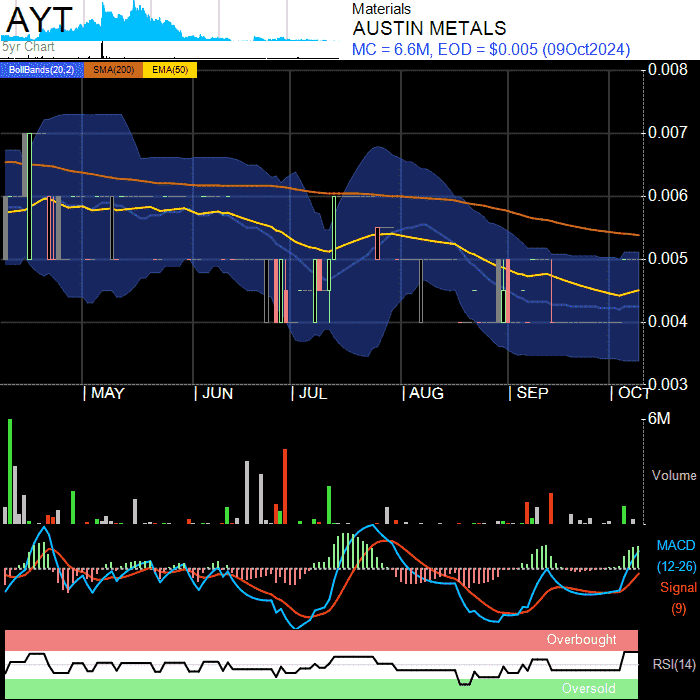 AYT
5yr Chart
Materials
AUSTIN METALS
MC = 6.6M, EOD = $0.005 (09Oct2024)
BollBands(20,2) SMA(200) EMA(50)
0.008
0.007
0.006
0.005
0.004
0.003
MAY JUN JUL AUG SEP OCT
6M
Volume
MACD
(12-26)
Signal
(9)
Overbought
RSI(14)
Oversold